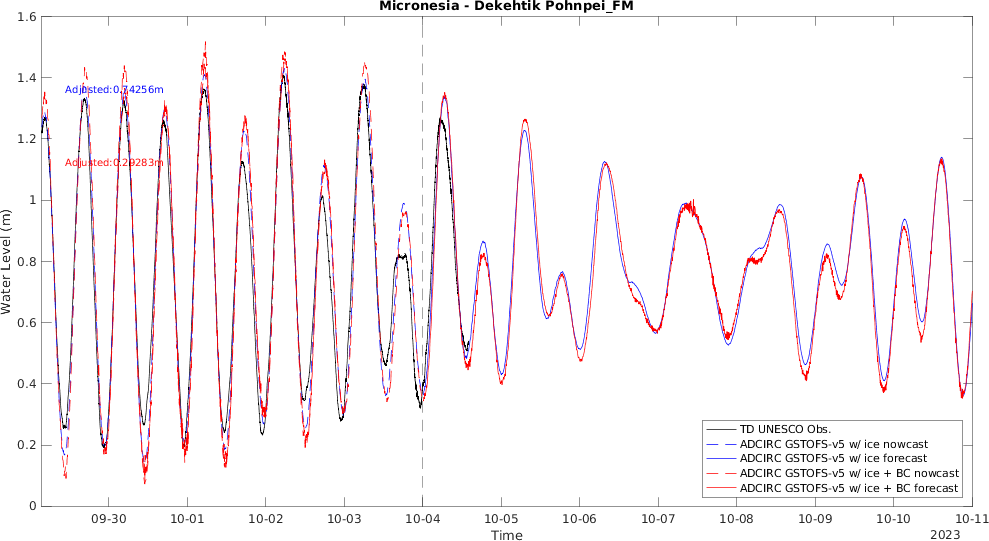 Micronesia - Dekehtik Pohnpei_FM
1.6
1.4
1.2
1
0.8
0.6
0.4
0.2
0
Water Level (m)
Adjusted:0.74256m
Adjusted:0.29283m
TD UNESCO Obs.
ADCIRC GSTOFS-v5 w/ ice nowcast
ADCIRC GSTOFS-v5 w/ ice forecast
ADCIRC GSTOFS-v5 w/ ice + BC nowcast
ADCIRC GSTOFS-v5 w/ ice + BC forecast
09-30 10-01 10-02 10-03 10-04 10-05 10-06 10-07 10-08 10-09 10-10 10-11
Time 2023